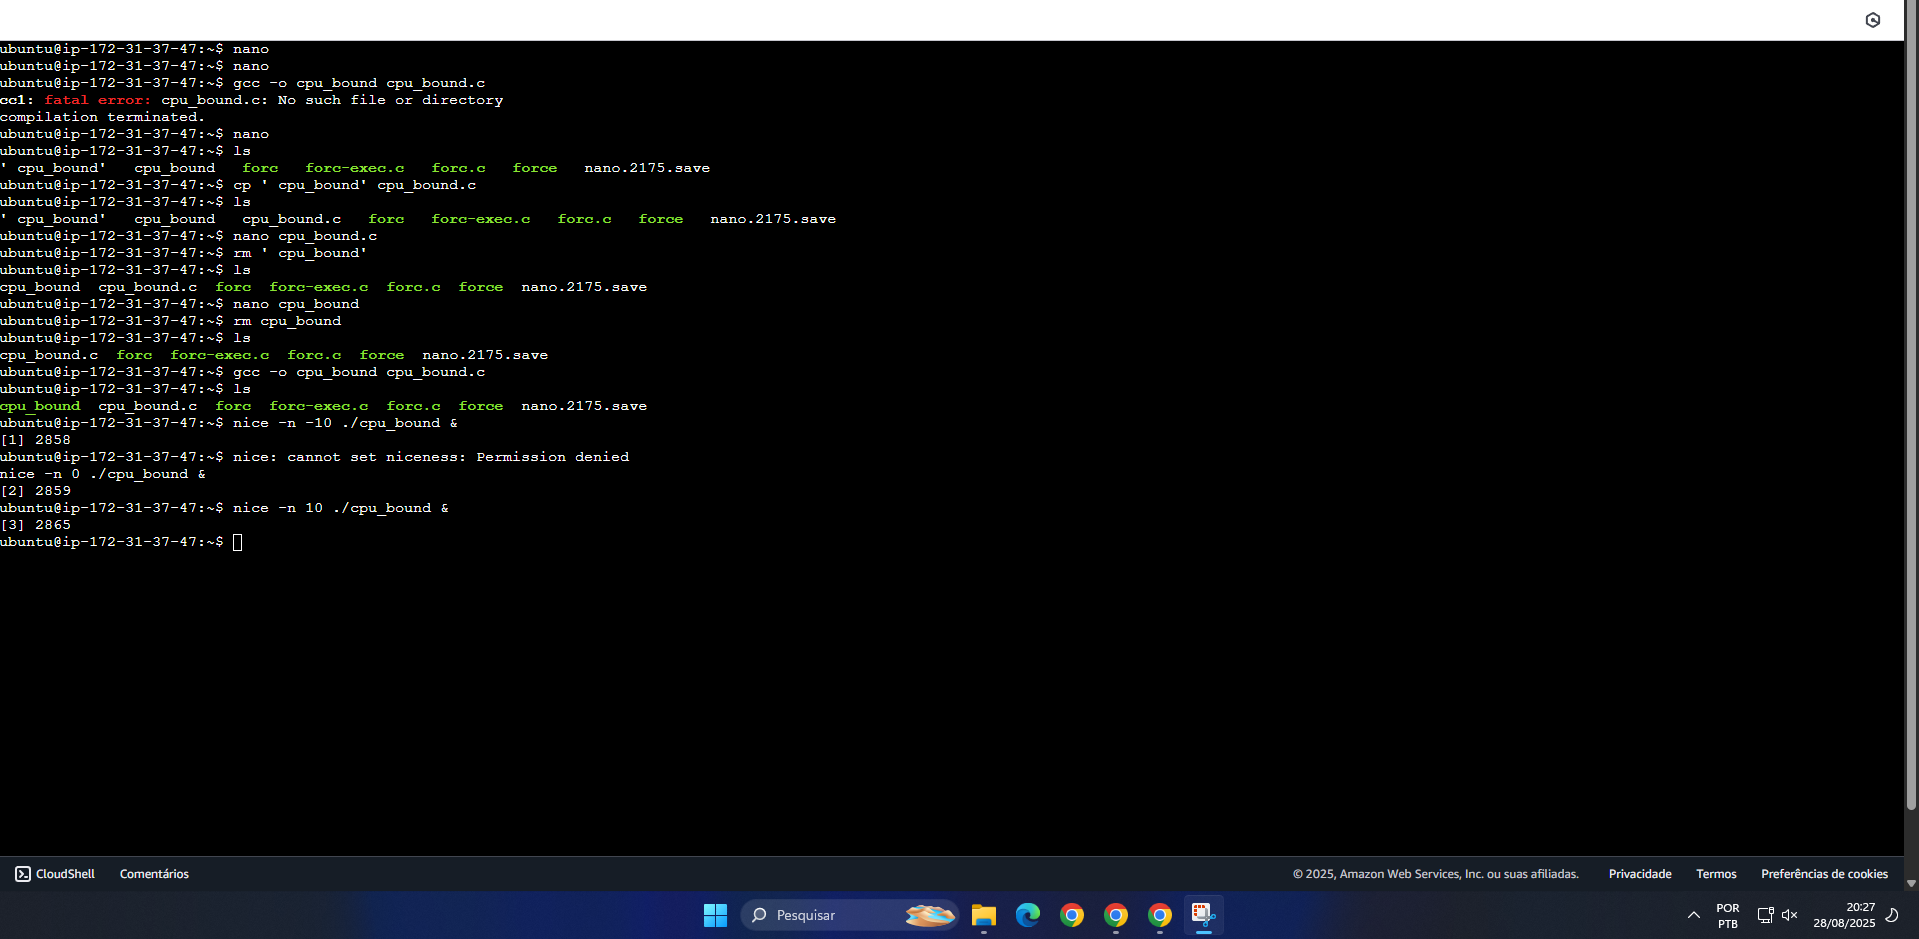 ubuntu@ip-172-31-37-47:~$ nano
ubuntu@ip-172-31-37-47:~$ nano
ubuntu@ip-172-31-37-47:~$ gcc -o cpu_bound cpu_bound.c
cc1: fatal error: cpu_bound.c: No such file or directory
compilation terminated.
ubuntu@ip-172-31-37-47:~$ nano
ubuntu@ip-172-31-37-47:~$ ls
' cpu_bound'   cpu_bound   forc   forc-exec.c   forc.c   force   nano.2175.save
ubuntu@ip-172-31-37-47:~$ cp ' cpu_bound' cpu_bound.c
ubuntu@ip-172-31-37-47:~$ ls
' cpu_bound'   cpu_bound   cpu_bound.c   forc   forc-exec.c   forc.c   force   nano.2175.save
ubuntu@ip-172-31-37-47:~$ nano cpu_bound.c
ubuntu@ip-172-31-37-47:~$ rm ' cpu_bound'
ubuntu@ip-172-31-37-47:~$ ls
cpu_bound  cpu_bound.c  forc  forc-exec.c  forc.c  force  nano.2175.save
ubuntu@ip-172-31-37-47:~$ nano cpu_bound
ubuntu@ip-172-31-37-47:~$ rm cpu_bound
ubuntu@ip-172-31-37-47:~$ ls
cpu_bound.c  forc  forc-exec.c  forc.c  force  nano.2175.save
ubuntu@ip-172-31-37-47:~$ gcc -o cpu_bound cpu_bound.c
ubuntu@ip-172-31-37-47:~$ ls
cpu_bound  cpu_bound.c  forc  forc-exec.c  forc.c  force  nano.2175.save
ubuntu@ip-172-31-37-47:~$ nice -n -10 ./cpu_bound &
[1] 2858
ubuntu@ip-172-31-37-47:~$ nice: cannot set niceness: Permission denied
nice -n 0 ./cpu_bound &
[2] 2859
ubuntu@ip-172-31-37-47:~$ nice -n 10 ./cpu_bound &
[3] 2865
ubuntu@ip-172-31-37-47:~$
CloudShell Comentários © 2025, Amazon Web Services, Inc. ou suas afiliadas. Privacidade Termos Preferências de cookies
Pesquisar
POR
PTB
20:27
28/08/2025